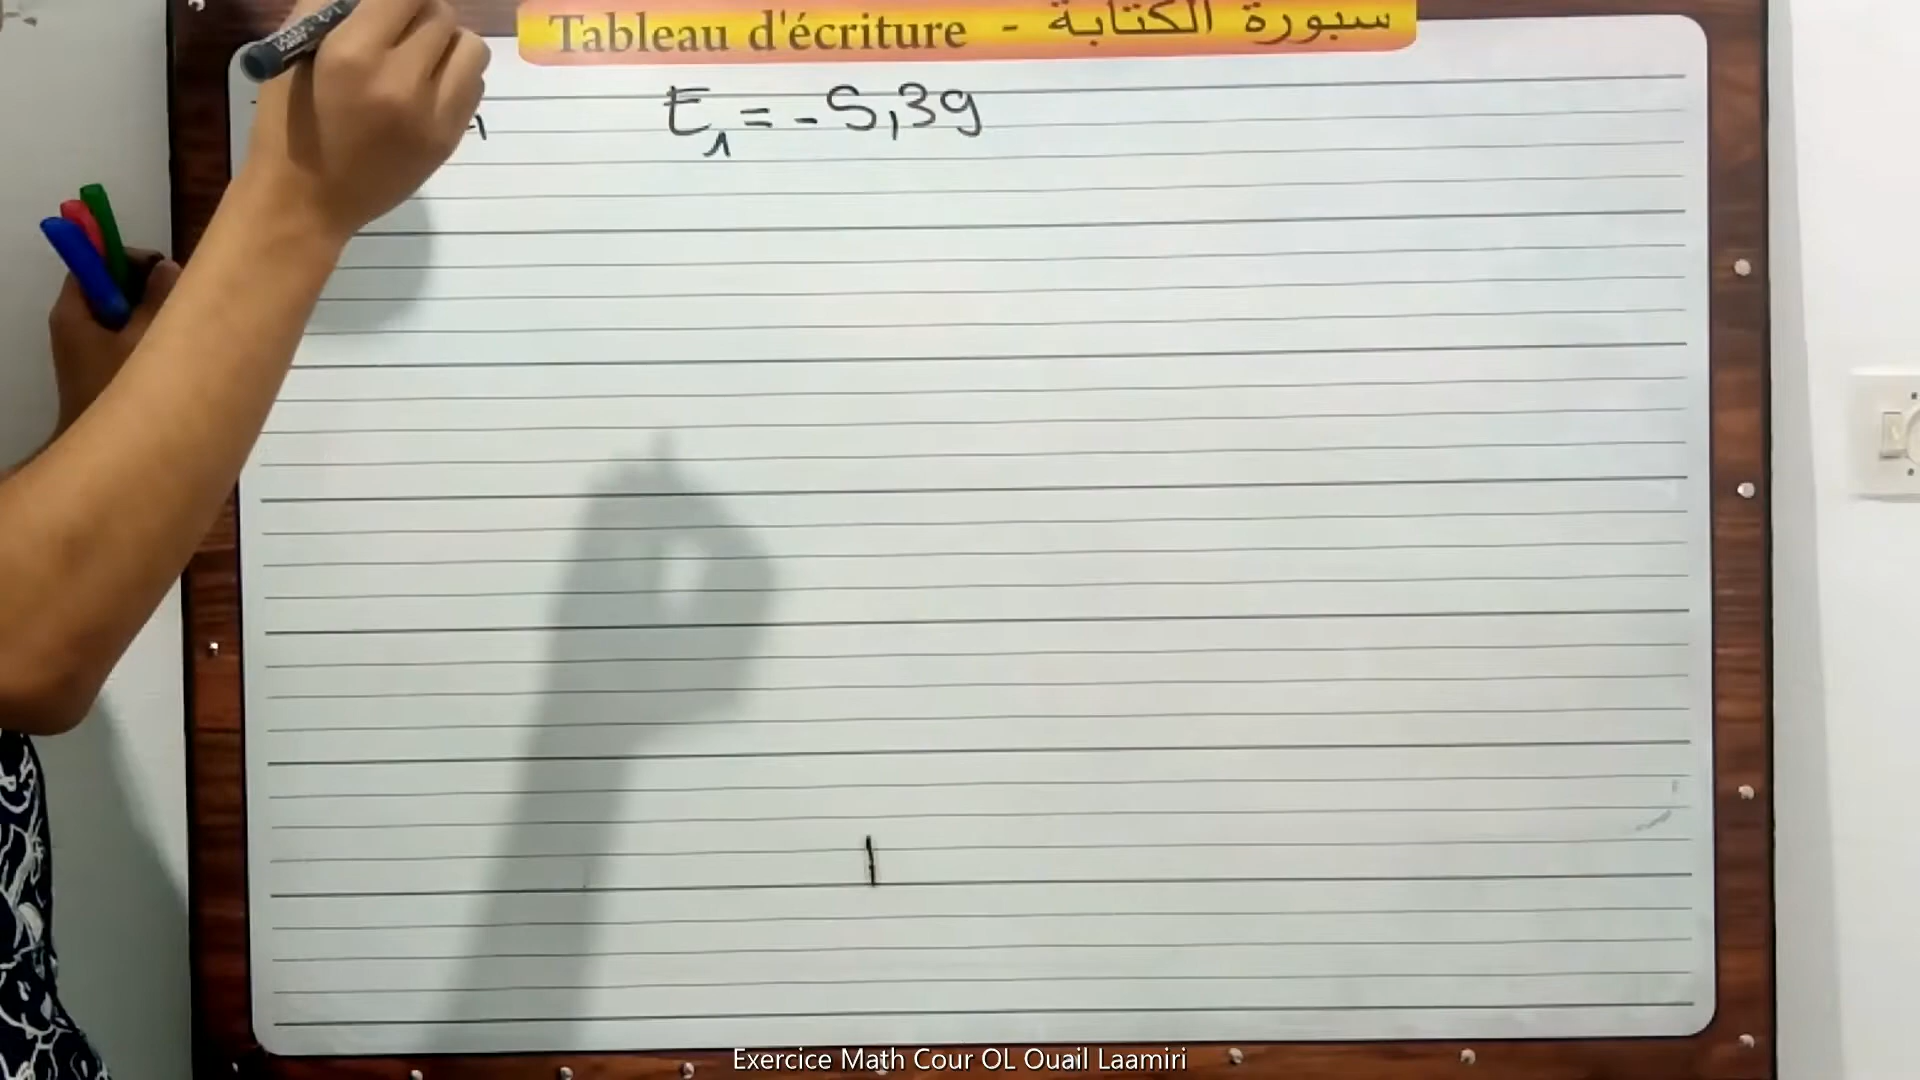 Tableau d'écriture - سبورة الكتابة
E₁ = - 5,39
Exercice Math Cour OL Ouail Laamiri